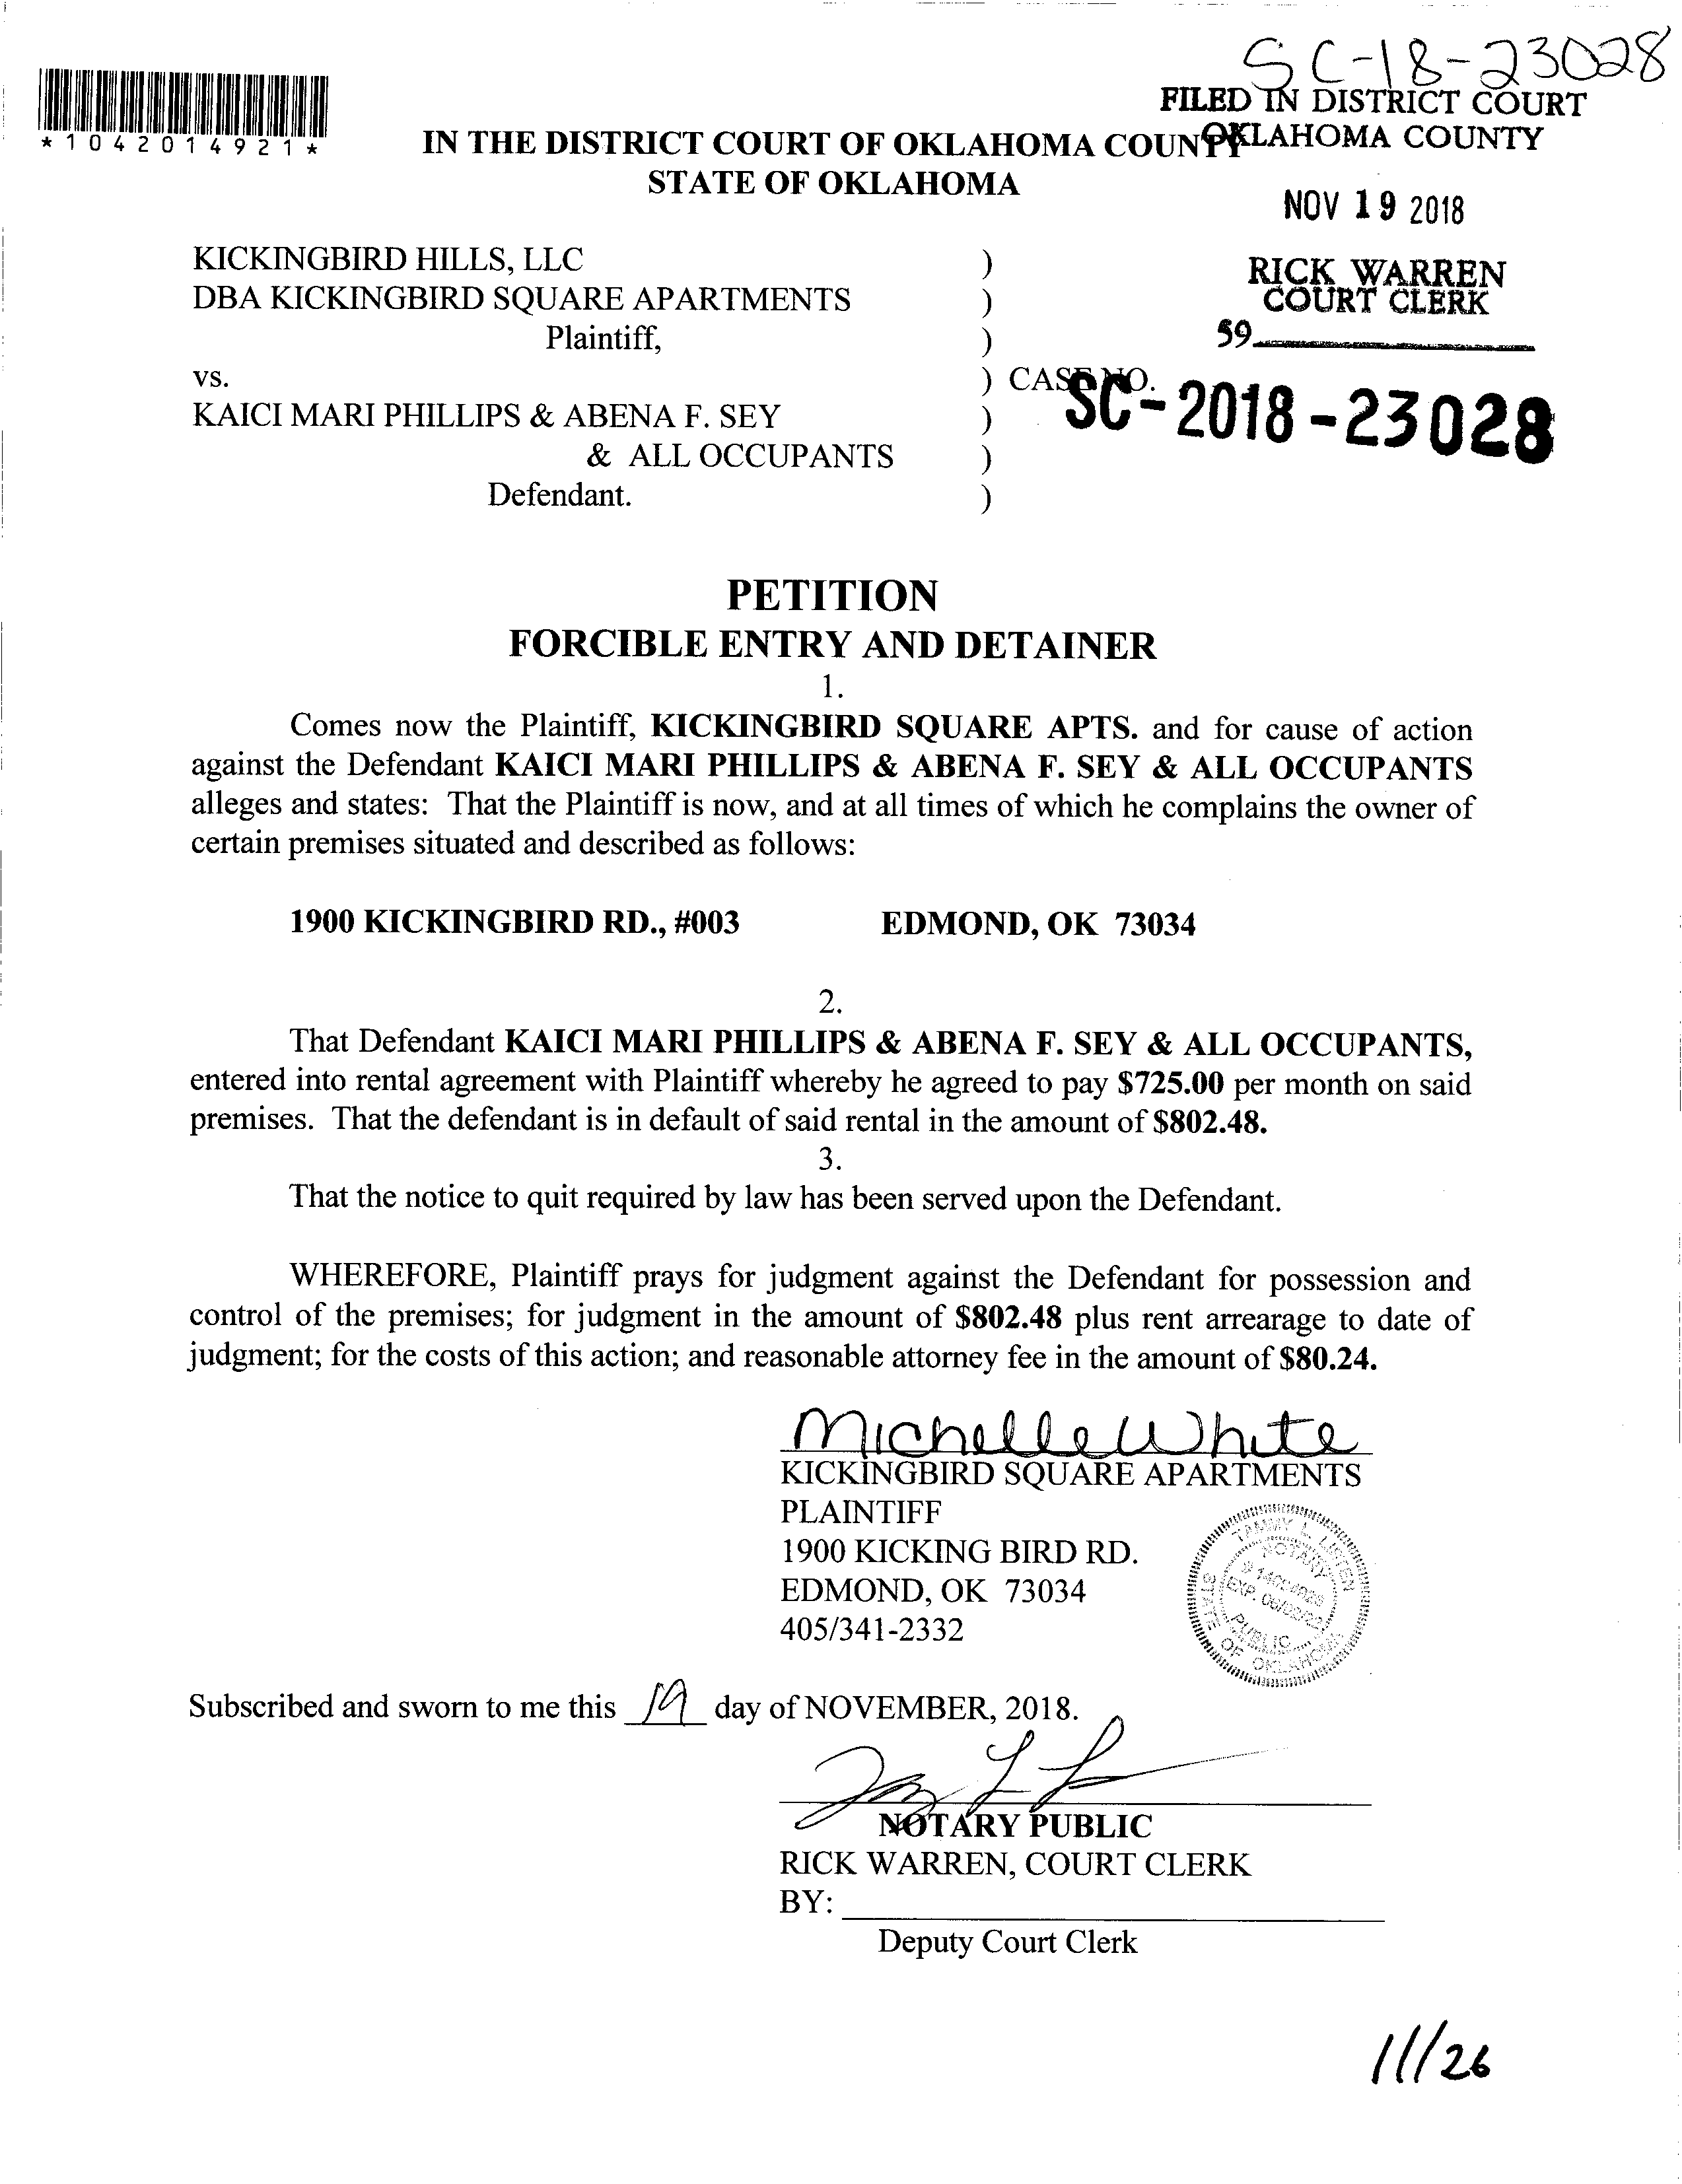 SC-18-23028
*1042014921*
FILED IN DISTRICT COURT
OKLAHOMA COUNTY
IN THE DISTRICT COURT OF OKLAHOMA COUNTY
STATE OF OKLAHOMA
NOV 19 2018
RICK WARREN
COURT CLERK
59
KICKINGBIRD HILLS, LLC )
DBA KICKINGBIRD SQUARE APARTMENTS )
Plaintiff, )
vs. ) CASE NO.
SC-2018-23028
KAICI MARI PHILLIPS & ABENA F. SEY )
& ALL OCCUPANTS )
Defendant. )
PETITION
FORCIBLE ENTRY AND DETAINER
1.
Comes now the Plaintiff, KICKINGBIRD SQUARE APTS. and for cause of action
against the Defendant KAICI MARI PHILLIPS & ABENA F. SEY & ALL OCCUPANTS
alleges and states: That the Plaintiff is now, and at all times of which he complains the owner of
certain premises situated and described as follows:
1900 KICKINGBIRD RD., #003 EDMOND, OK 73034
2.
That Defendant KAICI MARI PHILLIPS & ABENA F. SEY & ALL OCCUPANTS,
entered into rental agreement with Plaintiff whereby he agreed to pay $725.00 per month on said
premises. That the defendant is in default of said rental in the amount of $802.48.
3.
That the notice to quit required by law has been served upon the Defendant.
WHEREFORE, Plaintiff prays for judgment against the Defendant for possession and
control of the premises; for judgment in the amount of $802.48 plus rent arrearage to date of
judgment; for the costs of this action; and reasonable attorney fee in the amount of $80.24.
Michelle White
KICKINGBIRD SQUARE APARTMENTS
PLAINTIFF
1900 KICKING BIRD RD.
EDMOND, OK 73034
405/341-2332
TAMMY L.
NOTARY
EXP.
PUBLIC
STATE OF OKLAHOMA
Subscribed and sworn to me this 19 day of NOVEMBER, 2018.
NOTARY PUBLIC
RICK WARREN, COURT CLERK
BY:
Deputy Court Clerk
11/26